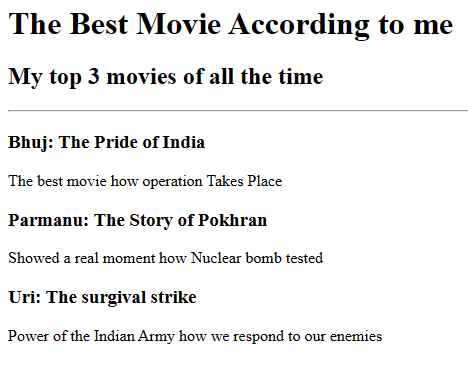 The Best Movie According to me
My top 3 movies of all the time
Bhuj: The Pride of India
The best movie how operation Takes Place
Parmanu: The Story of Pokhran
Showed a real moment how Nuclear bomb tested
Uri: The surgival strike
Power of the Indian Army how we respond to our enemies